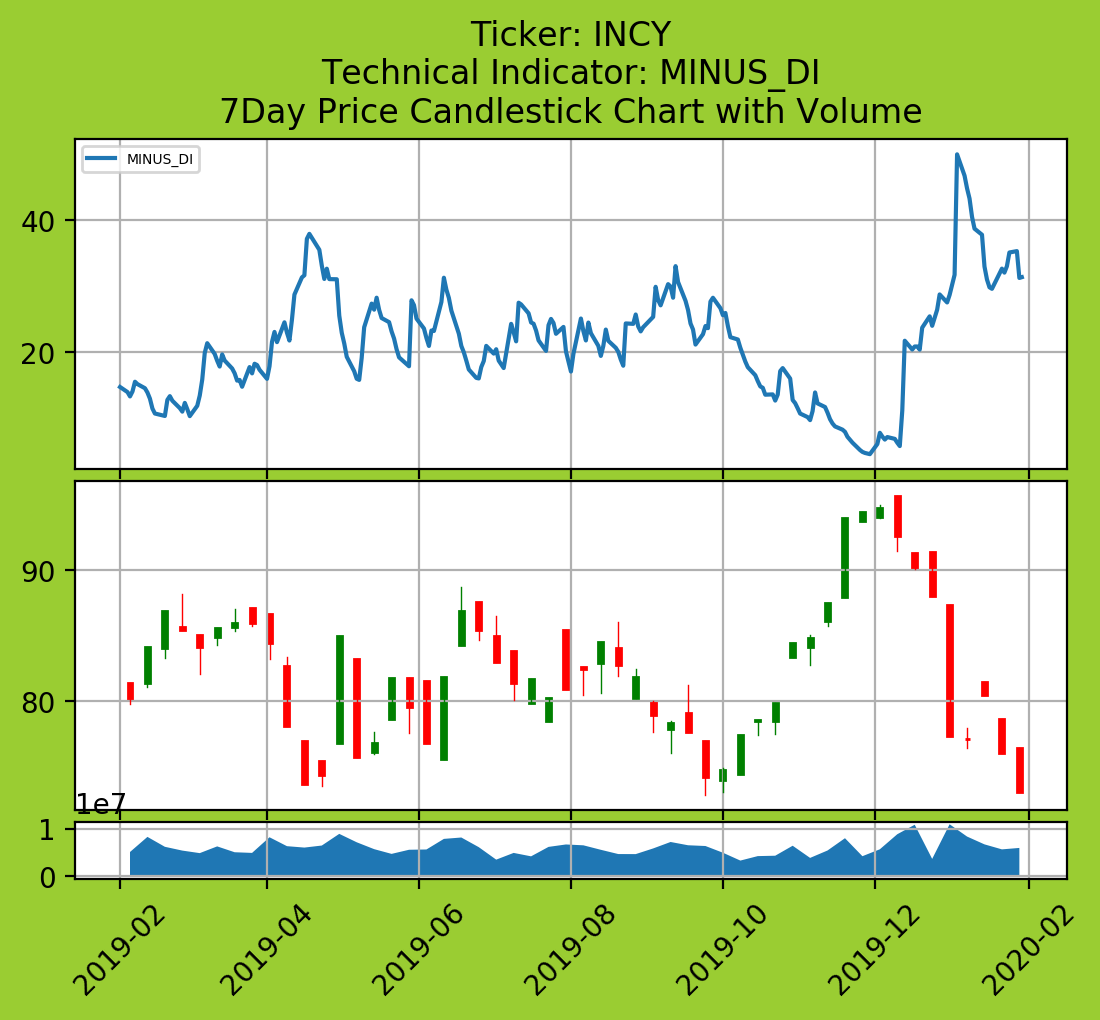 Ticker: INCY
Technical Indicator: MINUS_DI
7Day Price Candlestick Chart with Volume
MINUS_DI
40
20
90
80
1e7
1
0
2019-02
2019-04
2019-06
2019-08
2019-10
2019-12
2020-02